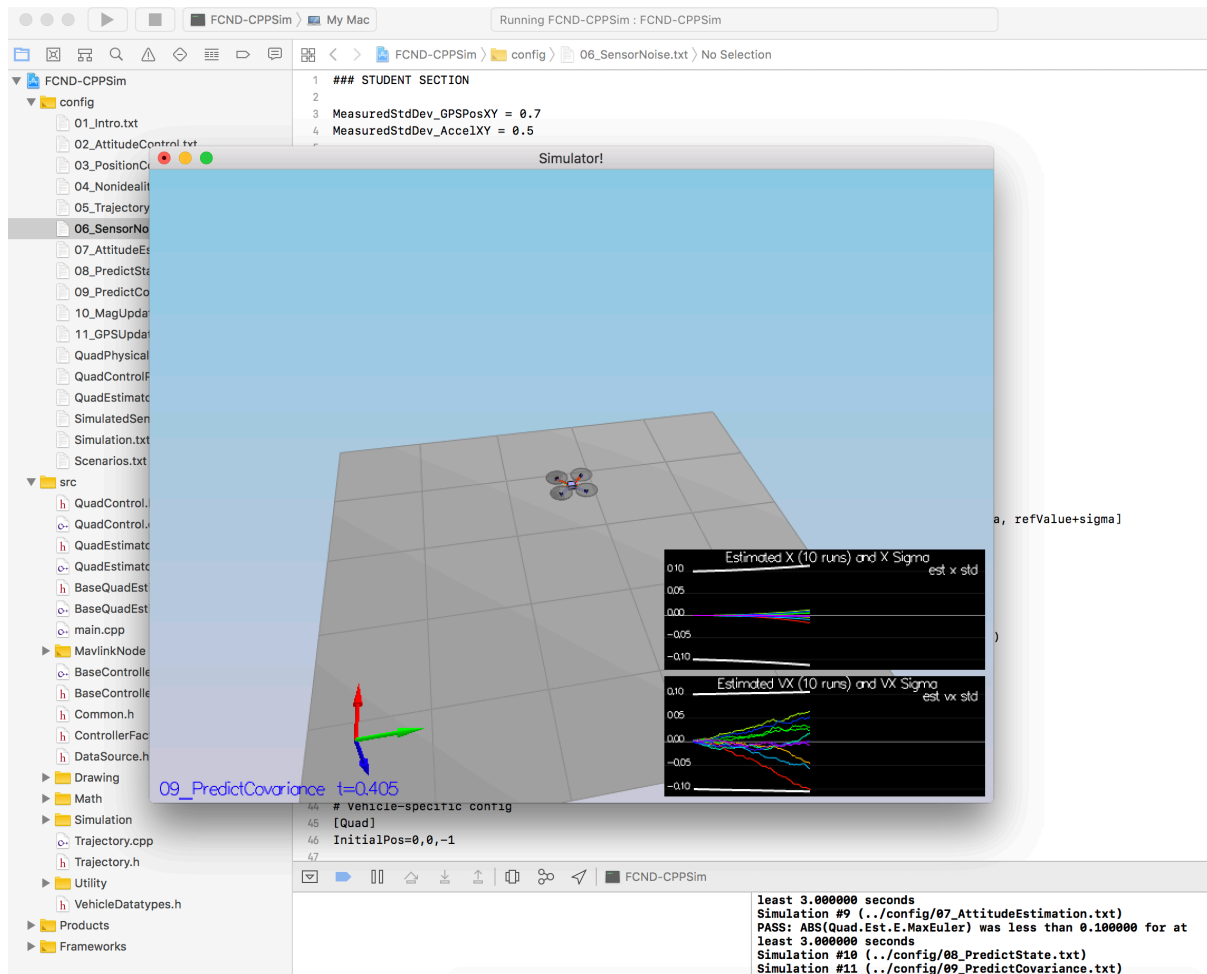 FCND-CPPSim
My Mac
Running FCND-CPPSim : FCND-CPPSim
FCND-CPPSim
config
06_SensorNoise.txt
No Selection
FCND-CPPSim
config
01_Intro.txt
02_AttitudeControl.txt
03_PositionCo
04_Nonidealit
05_Trajectory
06_SensorNo
07_AttitudeEs
08_PredictSta
09_PredictCo
10_MagUpda
11_GPSUpda
QuadPhysical
QuadControlP
QuadEstimato
SimulatedSen
Simulation.txt
Scenarios.txt
src
QuadControl.
QuadControl.
QuadEstimato
QuadEstimato
BaseQuadEst
BaseQuadEst
main.cpp
MavlinkNode
BaseControlle
BaseControlle
Common.h
ControllerFac
DataSource.h
Drawing
Math
Simulation
Trajectory.cpp
Trajectory.h
Utility
VehicleDatatypes.h
Products
Frameworks
1 ### STUDENT SECTION
2
3 MeasuredStdDev_GPSPosXY = 0.7
4 MeasuredStdDev_AccelXY = 0.5
Simulator!
a, refValue+sigma]
)
Estimated X (10 runs) and X Sigma
est x std
0.10
0.05
0.00
-0.05
-0.10
Estimated VX (10 runs) and VX Sigma
est vx std
0.10
0.05
0.00
-0.05
-0.10
09_PredictCovariance t=0.405
44 # Vehicle-specific config
45 [Quad]
46 InitialPos=0,0,-1
47
FCND-CPPSim
least 3.000000 seconds
Simulation #9 (../config/07_AttitudeEstimation.txt)
PASS: ABS(Quad.Est.E.MaxEuler) was less than 0.100000 for at
least 3.000000 seconds
Simulation #10 (../config/08_PredictState.txt)
Simulation #11 (../config/09_PredictCovariance.txt)